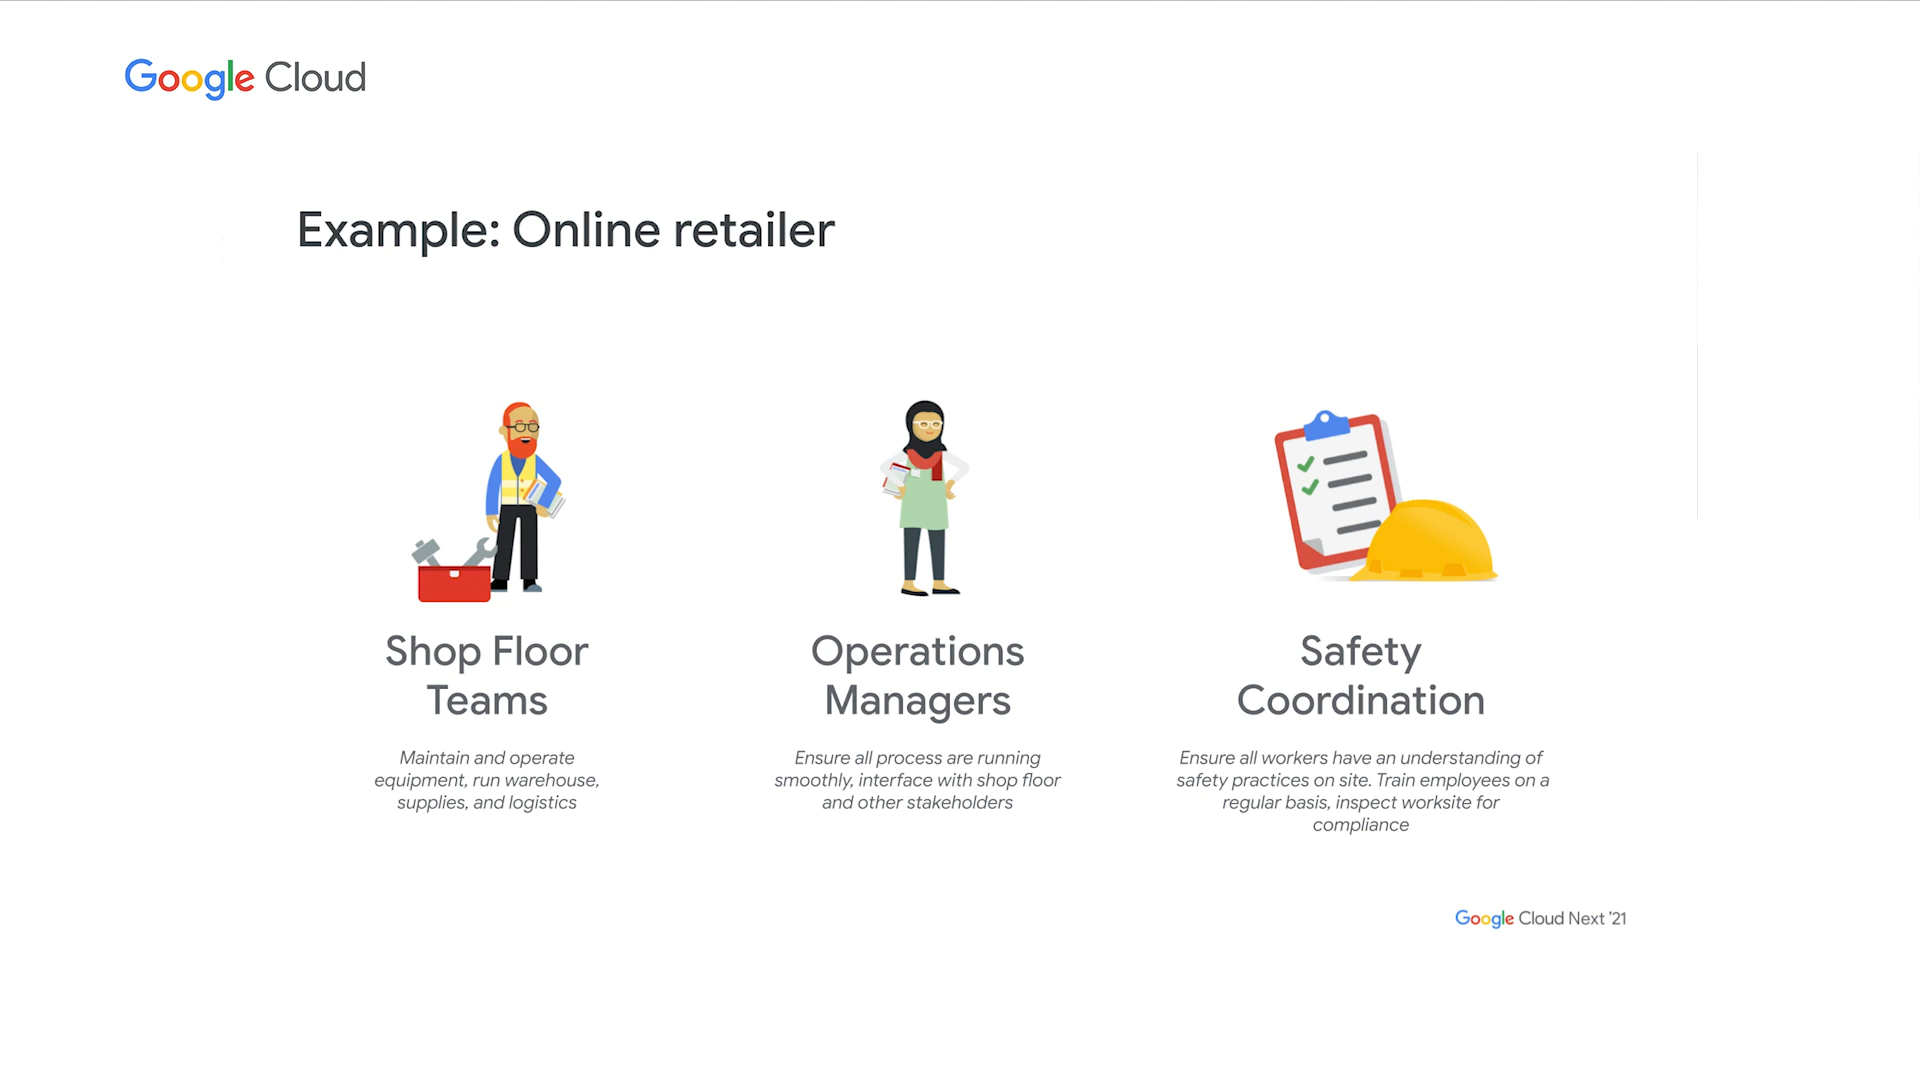 Google Cloud
Example: Online retailer
Shop Floor
Teams
Maintain and operate
equipment, run warehouse,
supplies, and logistics
Operations
Managers
Ensure all process are running
smoothly, interface with shop floor
and other stakeholders
Safety
Coordination
Ensure all workers have an understanding of
safety practices on site. Train employees on a
regular basis, inspect worksite for
compliance
Google Cloud Next '21